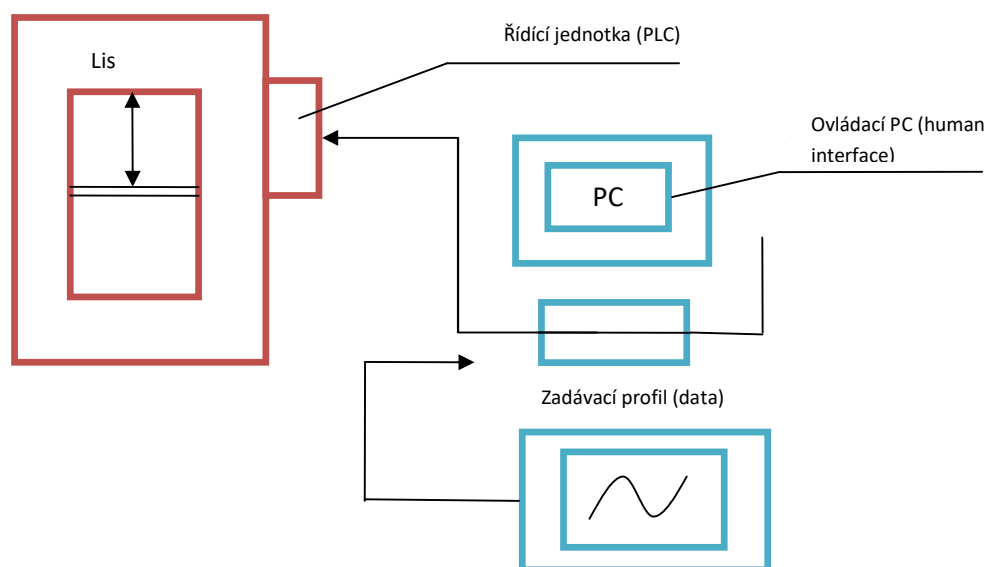 Řídící jednotka (PLC)
Lis
Ovládací PC (human
interface)
PC
Zadávací profil (data)